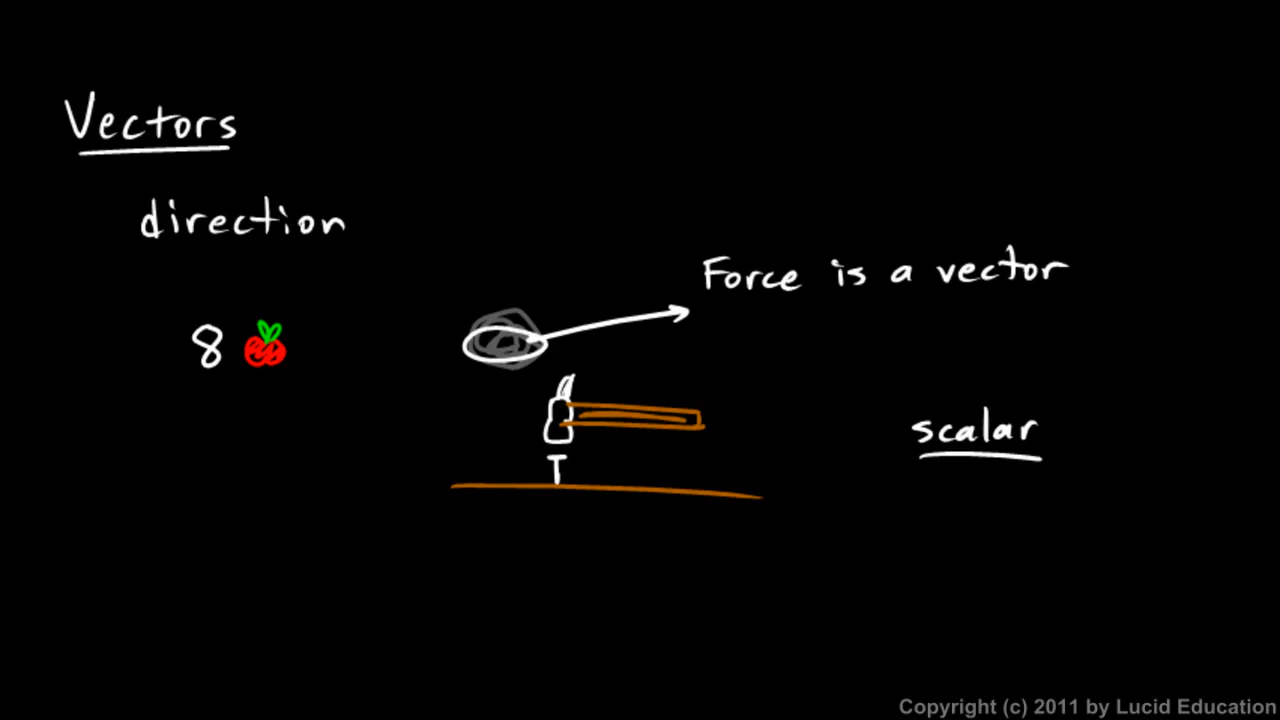 Vectors
direction
Force is a vector
8
T
scalar
Copyright (c) 2011 by Lucid Education